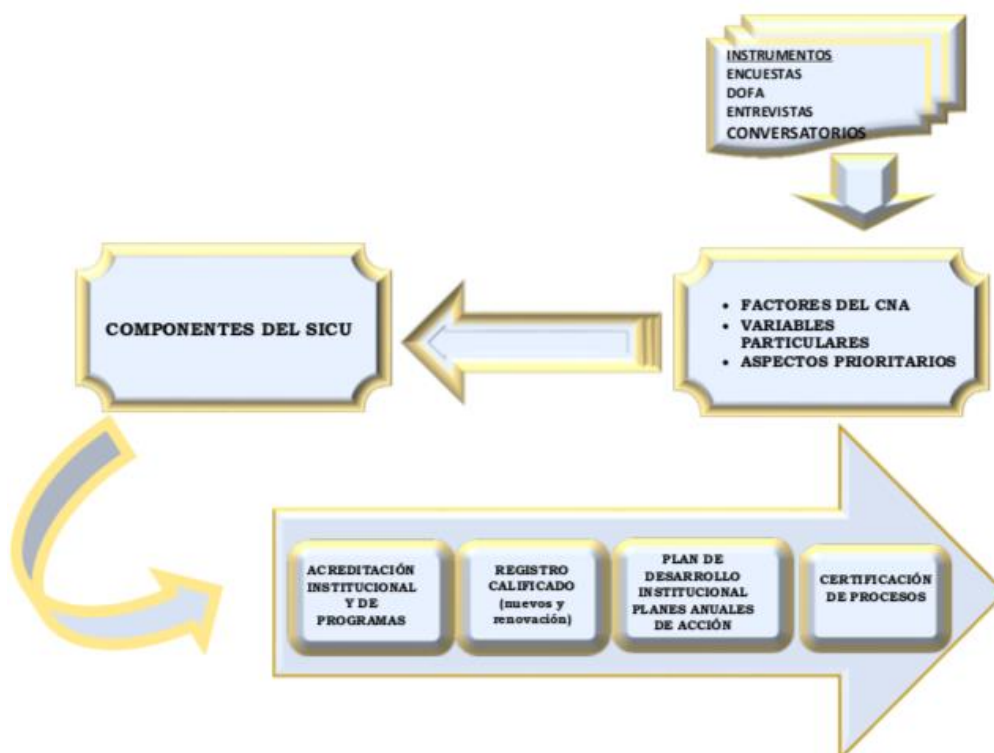 INSTRUMENTOS
ENCUESTAS
DOFA
ENTREVISTAS
CONVERSATORIOS
COMPONENTES DEL SICU
• FACTORES DEL CNA
• VARIABLES
PARTICULARES
• ASPECTOS PRIORITARIOS
ACREDITACIÓN
INSTITUCIONAL
Y DE
PROGRAMAS
REGISTRO
CALIFICADO
(nuevos y
renovación)
PLAN DE
DESARROLLO
INSTITUCIONAL
PLANES ANUALES
DE ACCIÓN
CERTIFICACIÓN
DE PROCESOS